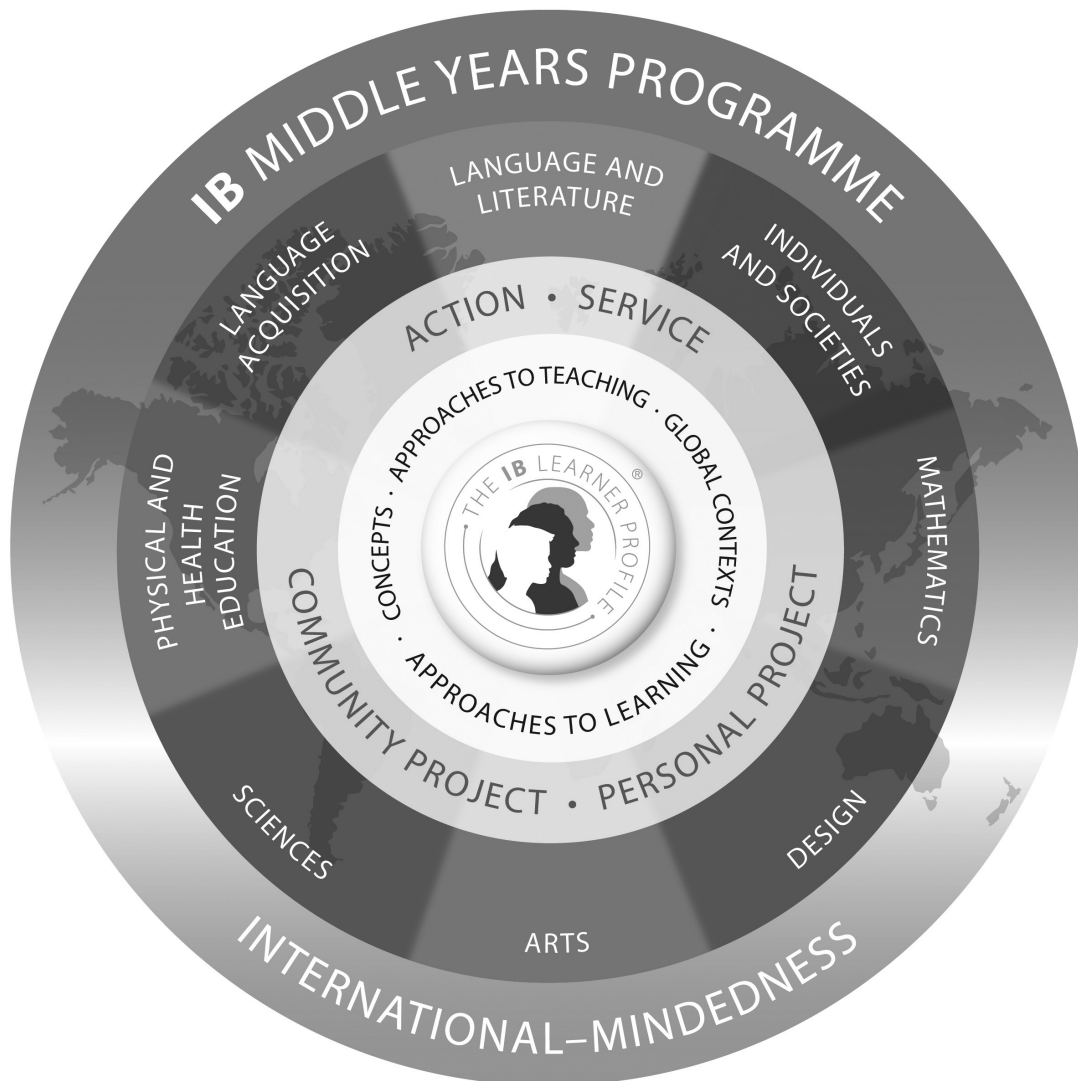 IB MIDDLE YEARS PROGRAMME
LANGUAGE AND
LITERATURE
LANGUAGE
ACQUISITION
INDIVIDUALS
AND SOCIETIES
PHYSICAL AND
HEALTH
EDUCATION
MATHEMATICS
SCIENCES
DESIGN
ARTS
ACTION • SERVICE
COMMUNITY PROJECT • PERSONAL PROJECT
APPROACHES TO TEACHING · GLOBAL CONTEXTS ·
APPROACHES TO LEARNING · CONCEPTS ·
THE IB LEARNER PROFILE ®
INTERNATIONAL–MINDEDNESS